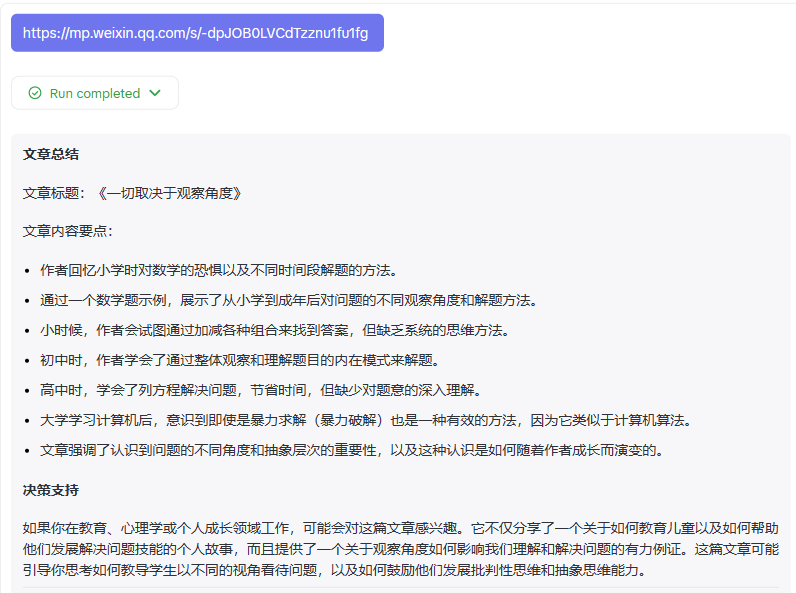 https://mp.weixin.qq.com/s/-dpJOB0LVCdTzznu1fu1fg
Run completed
文章总结
文章标题：《一切取决于观察角度》
文章内容要点：
• 作者回忆小学时对数学的恐惧以及不同时间段解题的方法。
• 通过一个数学题示例，展示了从小学到成年后对问题的不同观察角度和解题方法。
• 小时候，作者会试图通过加减各种组合来找到答案，但缺乏系统的思维方法。
• 初中时，作者学会了通过整体观察和理解题目的内在模式来解题。
• 高中时，学会了列方程解决问题，节省时间，但缺少对题意的深入理解。
• 大学学习计算机后，意识到即使是暴力求解（暴力破解）也是一种有效的方法，因为它类似于计算机算法。
• 文章强调了认识到问题的不同角度和抽象层次的重要性，以及这种认识是如何随着作者成长而演变的。
决策支持
如果你在教育、心理学或个人成长领域工作，可能会对这篇文章感兴趣。它不仅分享了一个关于如何教育儿童以及如何帮助
他们发展解决问题技能的个人故事，而且提供了一个关于观察角度如何影响我们理解和解决问题的有力例证。这篇文章可能
引导你思考如何教导学生以不同的视角看待问题，以及如何鼓励他们发展批判性思维和抽象思维能力。